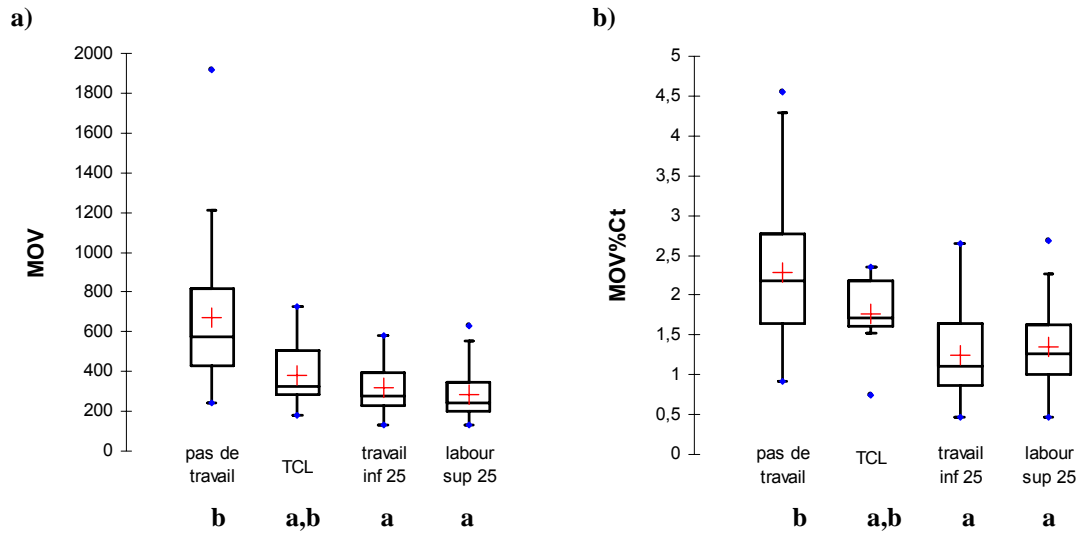 a)
2000
1800
1600
1400
1200
1000
800
600
400
200
0
MOV
pas de travail
TCL
travail inf 25
labour sup 25
b
a,b
a
a
b)
5
4,5
4
3,5
3
2,5
2
1,5
1
0,5
0
MOV%Ct
pas de travail
TCL
travail inf 25
labour sup 25
b
a,b
a
a